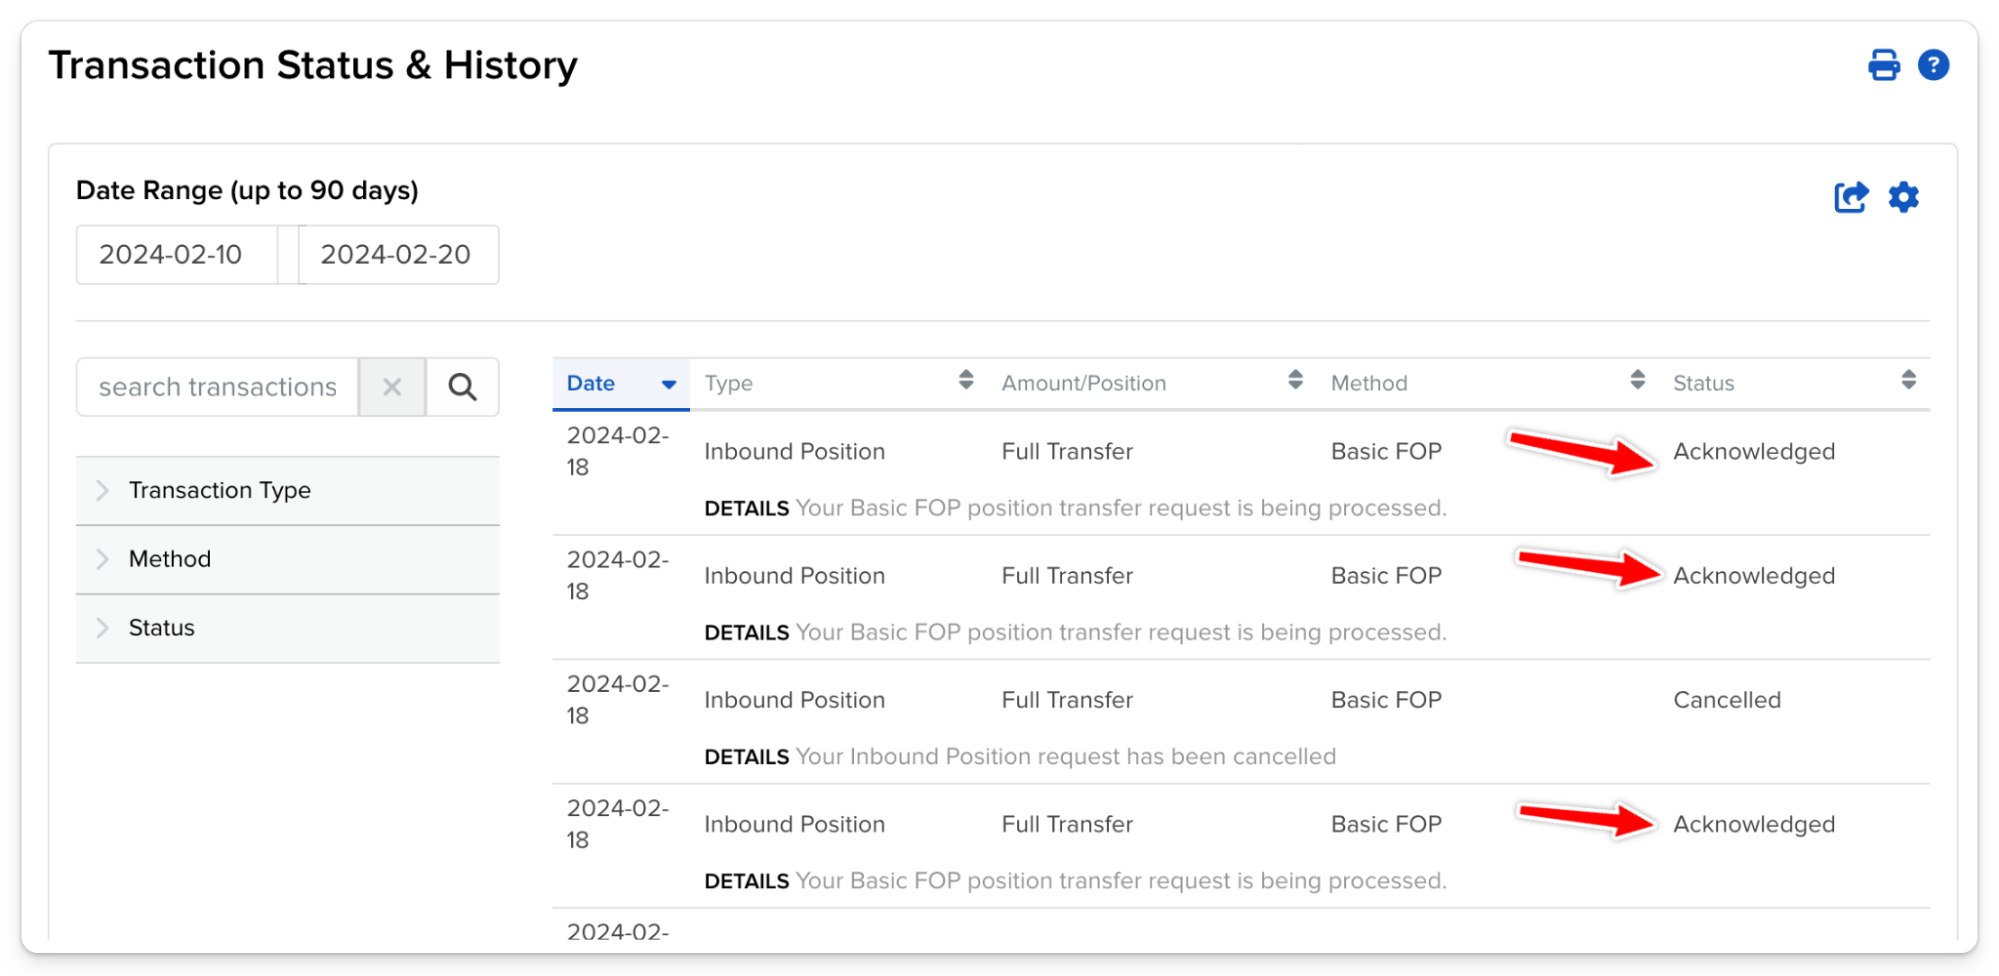 Transaction Status & History
?
Date Range (up to 90 days)
2024-02-10 2024-02-20
search transactions
Transaction Type
Method
Status
Date Type Amount/Position Method Status
2024-02-
18 Inbound Position Full Transfer Basic FOP Acknowledged
DETAILS Your Basic FOP position transfer request is being processed.
2024-02-
18 Inbound Position Full Transfer Basic FOP Acknowledged
DETAILS Your Basic FOP position transfer request is being processed.
2024-02-
18 Inbound Position Full Transfer Basic FOP Cancelled
DETAILS Your Inbound Position request has been cancelled
2024-02-
18 Inbound Position Full Transfer Basic FOP Acknowledged
DETAILS Your Basic FOP position transfer request is being processed.
2024-02-